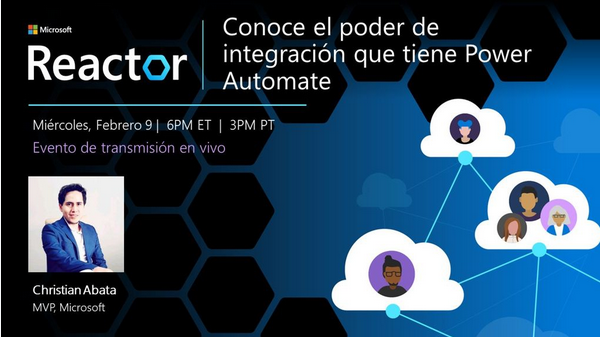 Microsoft
Reactor
Conoce el poder de
integración que tiene Power
Automate
Miércoles, Febrero 9 | 6PM ET | 3PM PT
Evento de transmisión en vivo
Christian Abata
MVP, Microsoft